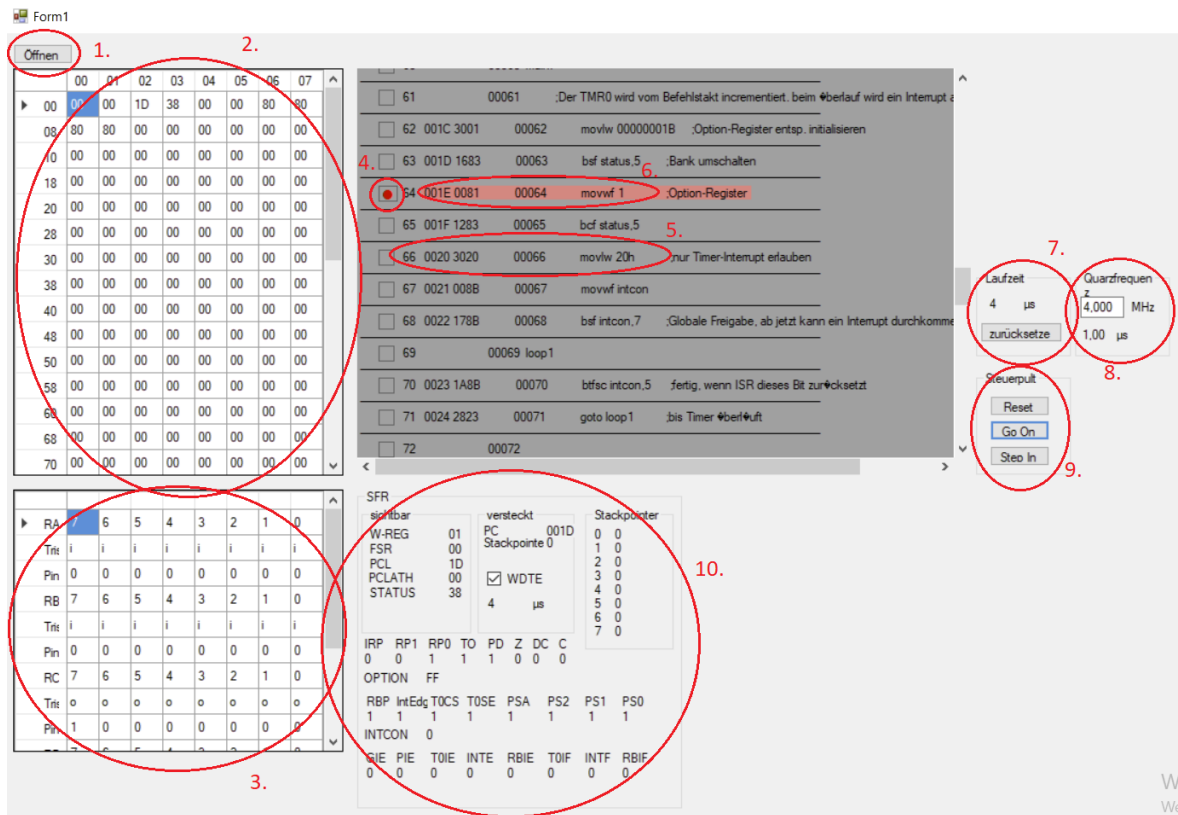 Form1
Öffnen
1.
2.
00 01 02 03 04 05 06 07
00 00 00 1D 38 00 00 80 80
08 80 80 00 00 00 00 00 00
10 00 00 00 00 00 00 00 00
18 00 00 00 00 00 00 00 00
20 00 00 00 00 00 00 00 00
28 00 00 00 00 00 00 00 00
30 00 00 00 00 00 00 00 00
38 00 00 00 00 00 00 00 00
40 00 00 00 00 00 00 00 00
48 00 00 00 00 00 00 00 00
50 00 00 00 00 00 00 00 00
58 00 00 00 00 00 00 00 00
60 00 00 00 00 00 00 00 00
68 00 00 00 00 00 00 00 00
70 00 00 00 00 00 00 00 00
61 00061 ;Der TMR0 wird vom Befehlstakt incrementiert. beim �berlauf wird ein Interrupt a
62 001C 3001 00062 movlw 00000001B ;Option-Register entsp. initialisieren
63 001D 1683 00063 bsf status,5 ;Bank umschalten
4.
6.
64 001E 0081 00064 movwf 1 ;Option-Register
65 001F 1283 00065 bcf status,5
5.
66 0020 3020 00066 movlw 20h ;nur Timer-Interrupt erlauben
67 0021 008B 00067 movwf intcon
68 0022 178B 00068 bsf intcon,7 ;Globale Freigabe, ab jetzt kann ein Interrupt durchkomme
69 00069 loop1
70 0023 1A8B 00070 btfsc intcon,5 ;fertig, wenn ISR dieses Bit zur�cksetzt
71 0024 2823 00071 goto loop1 ;bis Timer �berl�uft
72 00072
7.
Laufzeit
4 µs
zurücksetze
Quarzfrequen
z
4,000 MHz
1,00 µs
8.
Steuerpult
Reset
Go On
Step In
9.
RA 7 6 5 4 3 2 1 0
Tris i i i i i i i i
Pin 0 0 0 0 0 0 0 0
RB 7 6 5 4 3 2 1 0
Tris i i i i i i i i
Pin 0 0 0 0 0 0 0 0
RC 7 6 5 4 3 2 1 0
Tris o o o o o o o o
Pin 1 0 0 0 0 0 0 0
3.
SFR
sichtbar
W-REG 01
FSR 00
PCL 1D
PCLATH 00
STATUS 38
versteckt
PC 001D
Stackpointe 0
WDTE
4 µs
Stackpointer
0 0
1 0
2 0
3 0
4 0
5 0
6 0
7 0
10.
IRP RP1 RP0 TO PD Z DC C
0 0 1 1 1 0 0 0
OPTION FF
RBP IntEdg T0CS T0SE PSA PS2 PS1 PS0
1 1 1 1 1 1 1 1
INTCON 0
GIE PIE T0IE INTE RBIE T0IF INTF RBIF
0 0 0 0 0 0 0 0